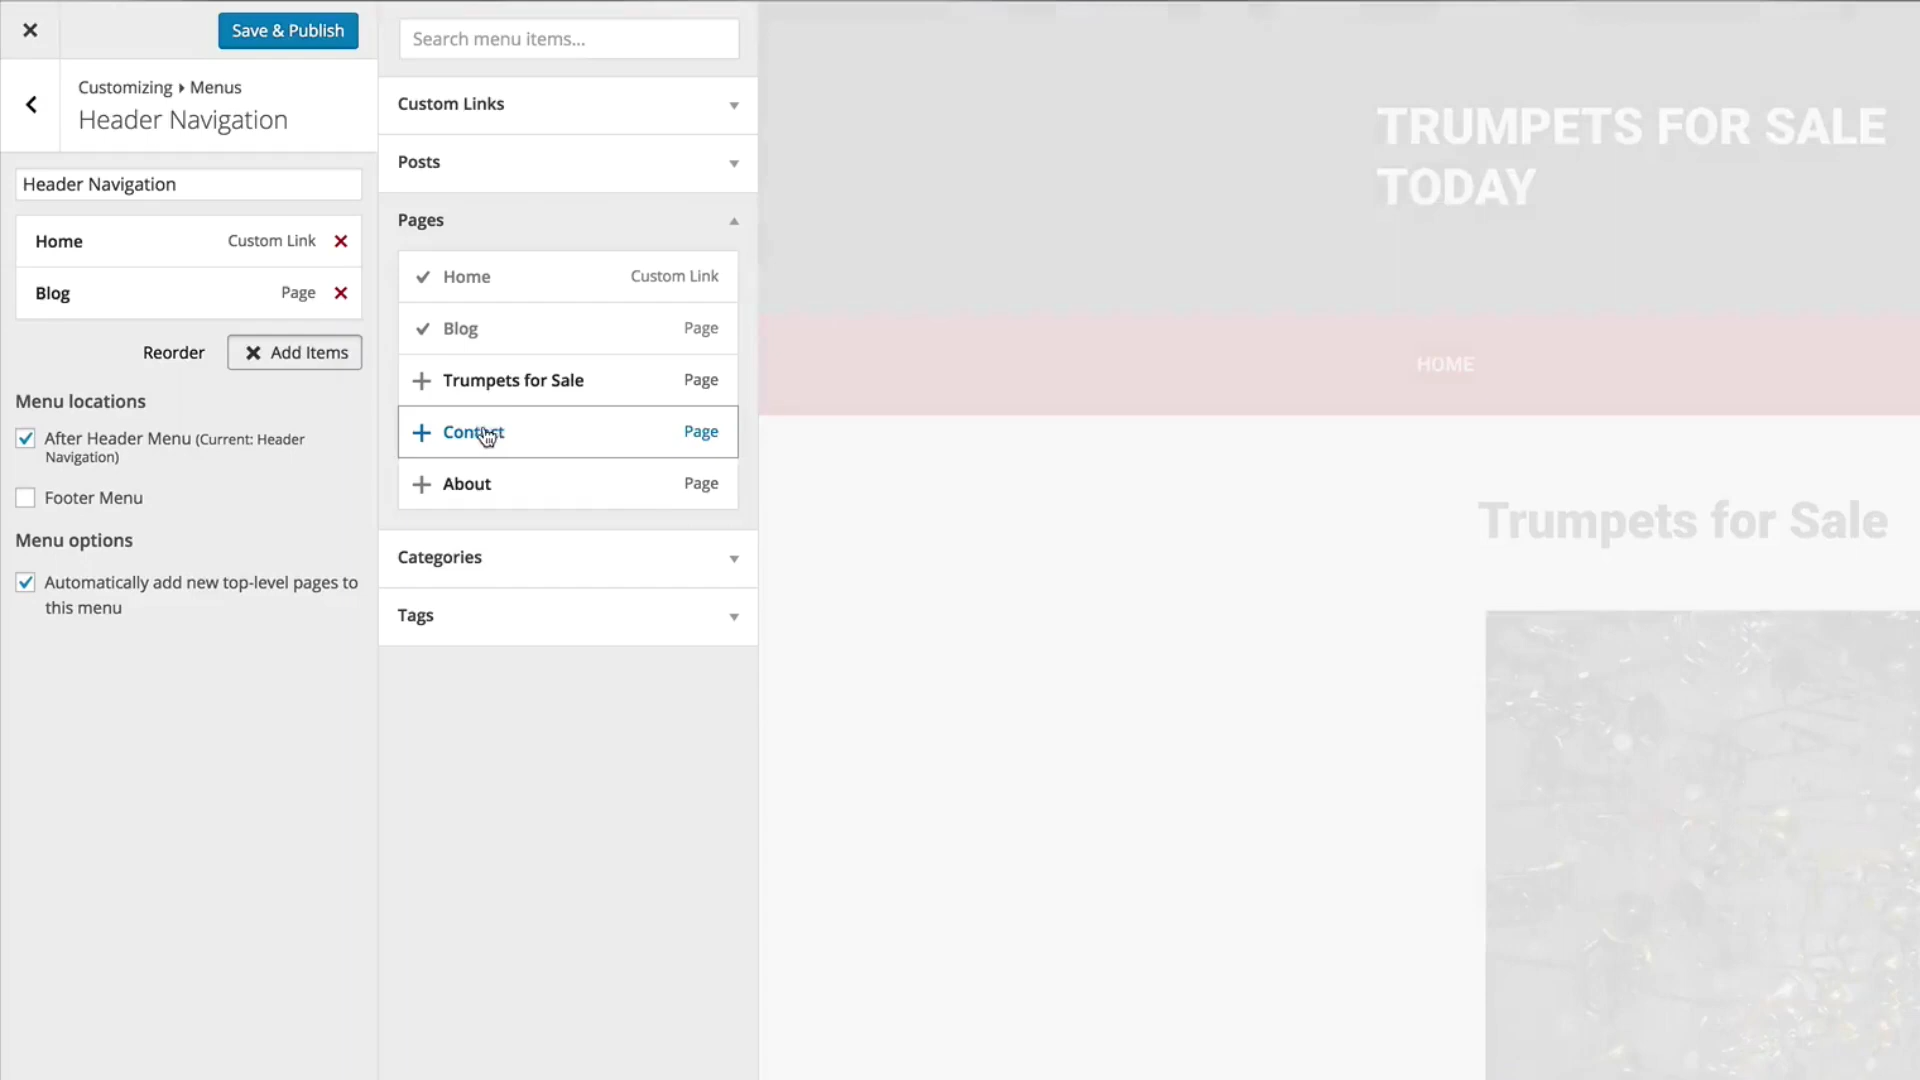 Save & Publish
Customizing ▸ Menus
Header Navigation
Header Navigation
Home Custom Link
Blog Page
Reorder Add Items
Menu locations
After Header Menu (Current: Header
Navigation)
Footer Menu
Menu options
Automatically add new top-level pages to
this menu
Search menu items...
Custom Links
Posts
Pages
Home Custom Link
Blog Page
Trumpets for Sale Page
Contact Page
About Page
Categories
Tags
TRUMPETS FOR SALE
TODAY
HOME
Trumpets for Sale